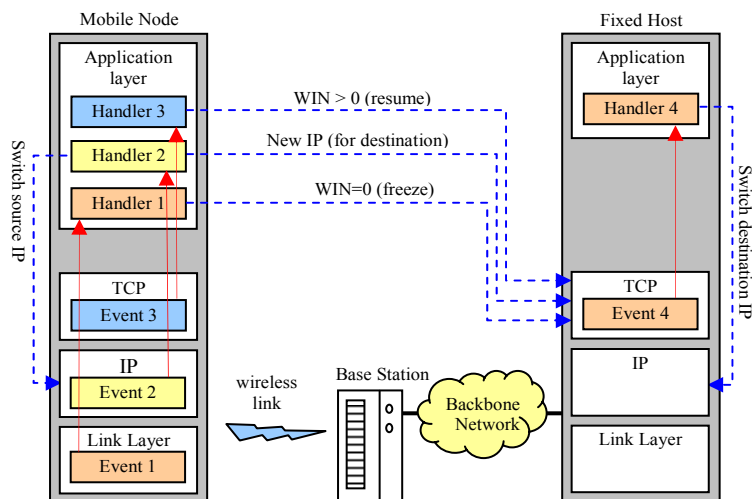 Mobile Node
Application
layer
Handler 3
Handler 2
Handler 1
Switch source IP
TCP
Event 3
IP
Event 2
Link Layer
Event 1
WIN > 0 (resume)
New IP (for destination)
WIN=0 (freeze)
wireless
link
Base Station
Backbone
Network
Fixed Host
Application
layer
Handler 4
Switch destination IP
TCP
Event 4
IP
Link Layer